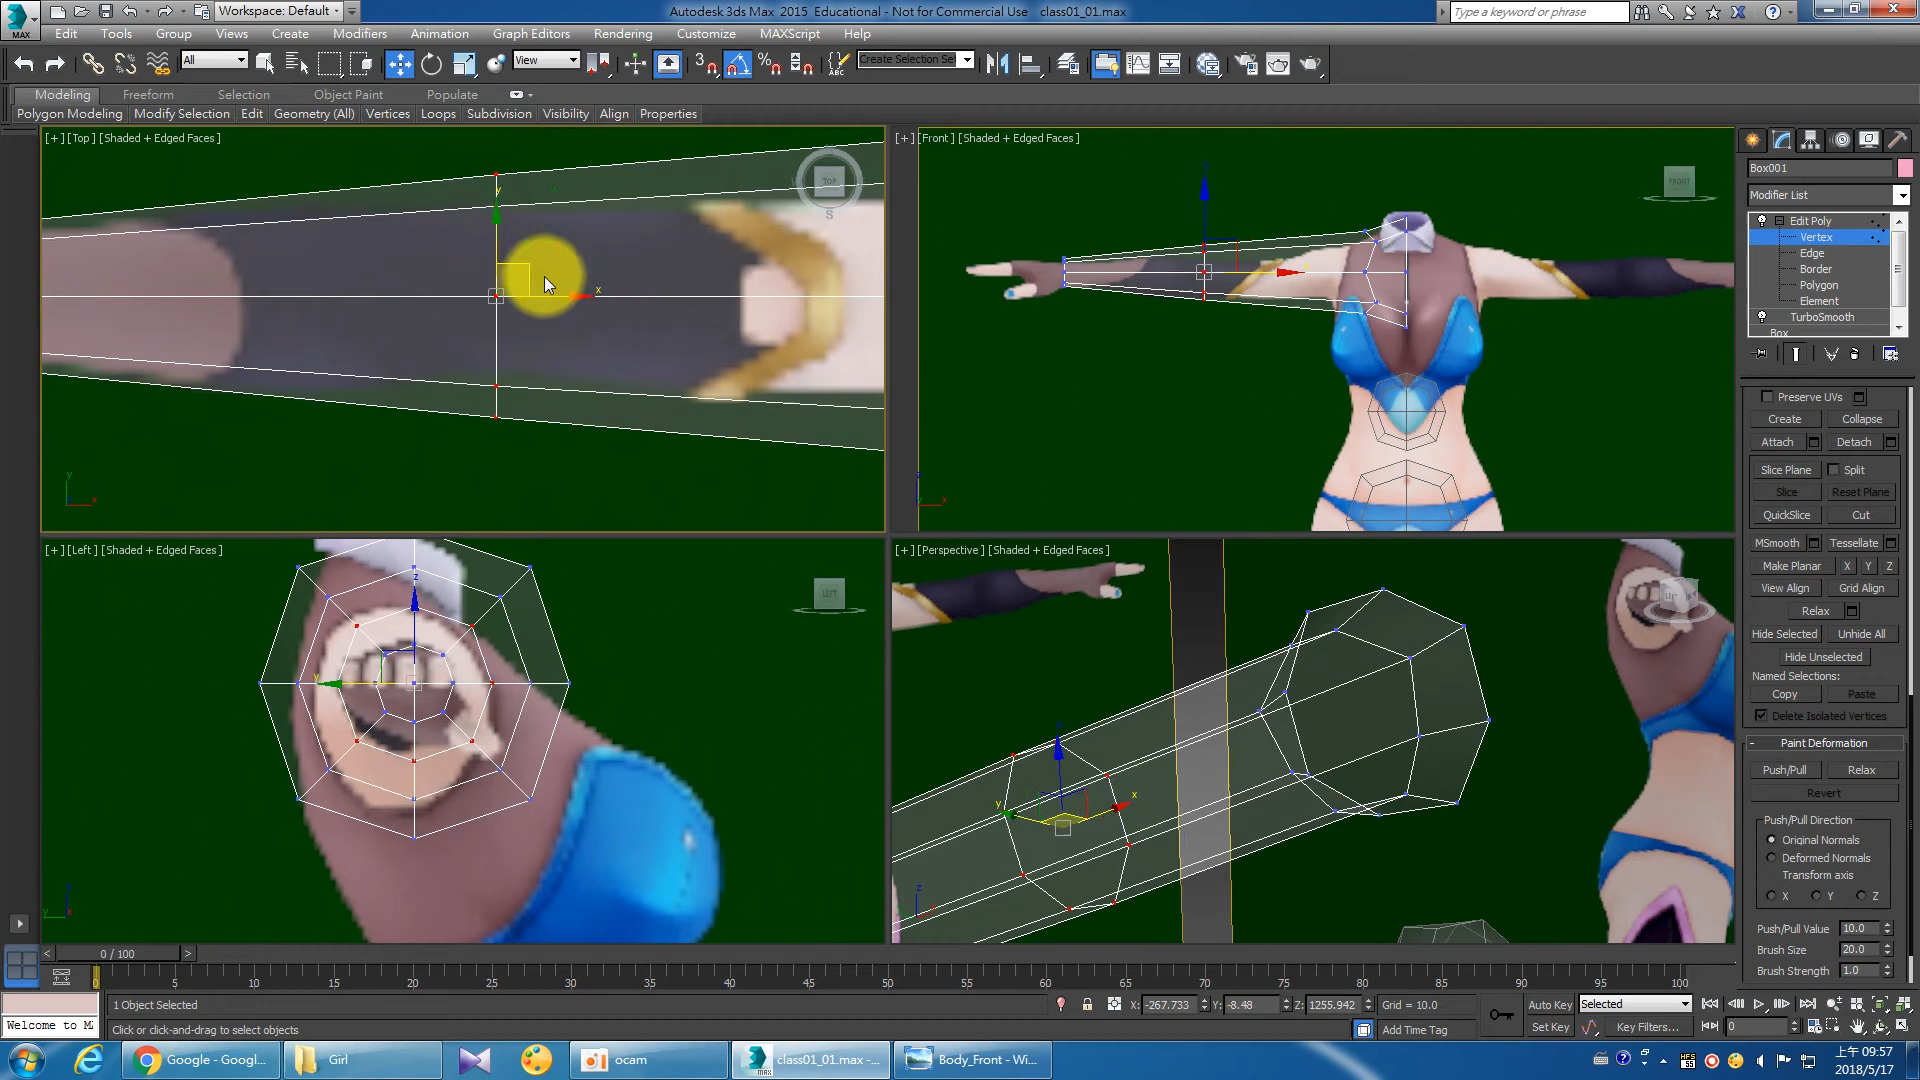 Workspace: Default
Autodesk 3ds Max 2015 Educational - Not for Commercial Use class01_01.max
Type a keyword or phrase
MAX
Edit Tools Group Views Create Modifiers Animation Graph Editors Rendering Customize MAXScript Help
All
View
3
ABC
Create Selection Se
Modeling Freeform Selection Object Paint Populate
Polygon Modeling Modify Selection Edit Geometry (All) Vertices Loops Subdivision Visibility Align Properties
[+] [Top] [Shaded + Edged Faces]
[+] [Front] [Shaded + Edged Faces]
TOP
S
FRONT
y
x
y
x
x
Box001
Modifier List
Edit Poly
Vertex
Edge
Border
Polygon
Element
TurboSmooth
Box
Preserve UVs
Create Collapse
Attach Detach
Slice Plane Split
Slice Reset Plane
QuickSlice Cut
MSmooth Tessellate
Make Planar X Y Z
View Align Grid Align
Relax
Hide Selected Unhide All
Hide Unselected
Named Selections:
Copy Paste
Delete Isolated Vertices
- Paint Deformation
Push/Pull Relax
Revert
Push/Pull Direction
Original Normals
Deformed Normals
Transform axis
X Y Z
Push/Pull Value 10.0
Brush Size 20.0
Brush Strength 1.0
[+] [Left] [Shaded + Edged Faces]
[+] [Perspective] [Shaded + Edged Faces]
LEFT
z
y
y
x
y
x
z
< 0 / 100 >
0 5 10 15 20 25 30 35 40 45 50 55 60 65 70 75 80 85 90 95 100
1 Object Selected
X: -267.733 Y: -8.48 Z: 1255.942 Grid = 10.0
Auto Key Selected
Welcome to M
Click or click-and-drag to select objects
Add Time Tag
Set Key Key Filters... 0
Google - Googl...
Girl
ocam
class01_01.max -...
Body_Front - Wi...
上午 09:57
2018/5/17